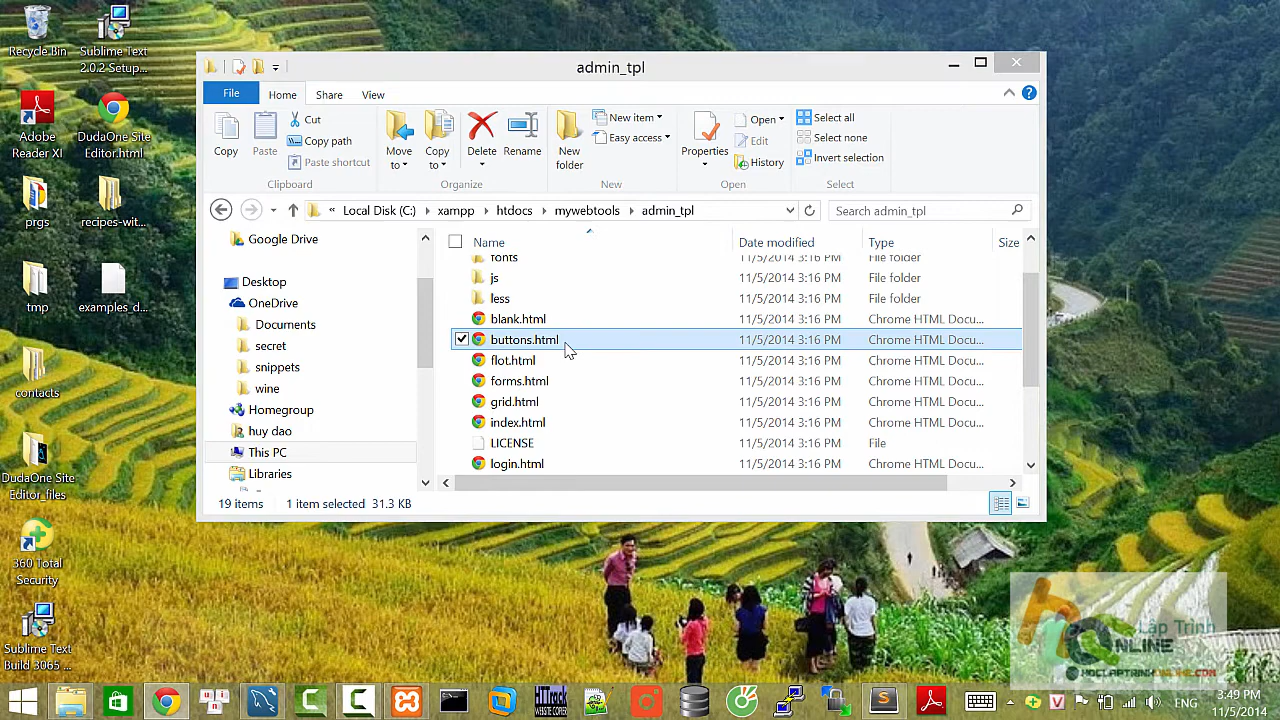 Recycle Bin
Sublime Text
2.0.2 Setup...
Adobe
Reader XI
DudaOne Site
Editor.html
prgs
recipes-wit...
tmp
examples_d...
contacts
DudaOne Site
Editor_files
360 Total
Security
Sublime Text
Build 3065 ...
admin_tpl
File
Home
Share
View
Copy
Paste
Cut
Copy path
Paste shortcut
Clipboard
Move
to
Copy
to
Delete
Rename
Organize
New
folder
New item
Easy access
New
Properties
Open
Edit
History
Open
Select all
Select none
Invert selection
Select
« Local Disk (C:) xampp htdocs mywebtools admin_tpl
Search admin_tpl
Google Drive
Desktop
OneDrive
Documents
secret
snippets
wine
Homegroup
huy dao
This PC
Libraries
Name Date modified Type Size
fonts 11/5/2014 3:16 PM File folder
js 11/5/2014 3:16 PM File folder
less 11/5/2014 3:16 PM File folder
blank.html 11/5/2014 3:16 PM Chrome HTML Docu...
buttons.html 11/5/2014 3:16 PM Chrome HTML Docu...
flot.html 11/5/2014 3:16 PM Chrome HTML Docu...
forms.html 11/5/2014 3:16 PM Chrome HTML Docu...
grid.html 11/5/2014 3:16 PM Chrome HTML Docu...
index.html 11/5/2014 3:16 PM Chrome HTML Docu...
LICENSE 11/5/2014 3:16 PM File
login.html 11/5/2014 3:16 PM Chrome HTML Docu...
19 items 1 item selected 31.3 KB
Lập Trình
ONLINE
HOCLAPTRINHONLINE.COM
HTTrack
WEBSITE COPIER
ENG
3:49 PM
11/5/2014